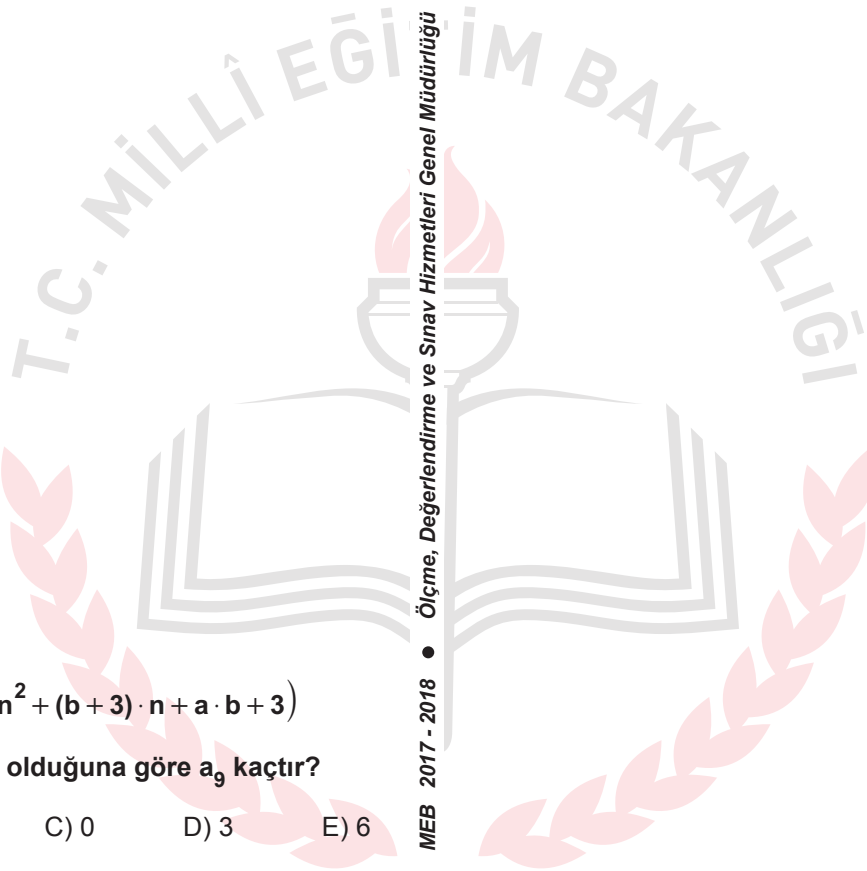 T.C. MİLLÎ EĞİTİM BAKANLIĞI
n² + (b + 3) · n + a · b + 3)
olduğuna göre a₉ kaçtır?
C) 0 D) 3 E) 6
MEB 2017 - 2018 ● Ölçme, Değerlendirme ve Sınav Hizmetleri Genel Müdürlüğü